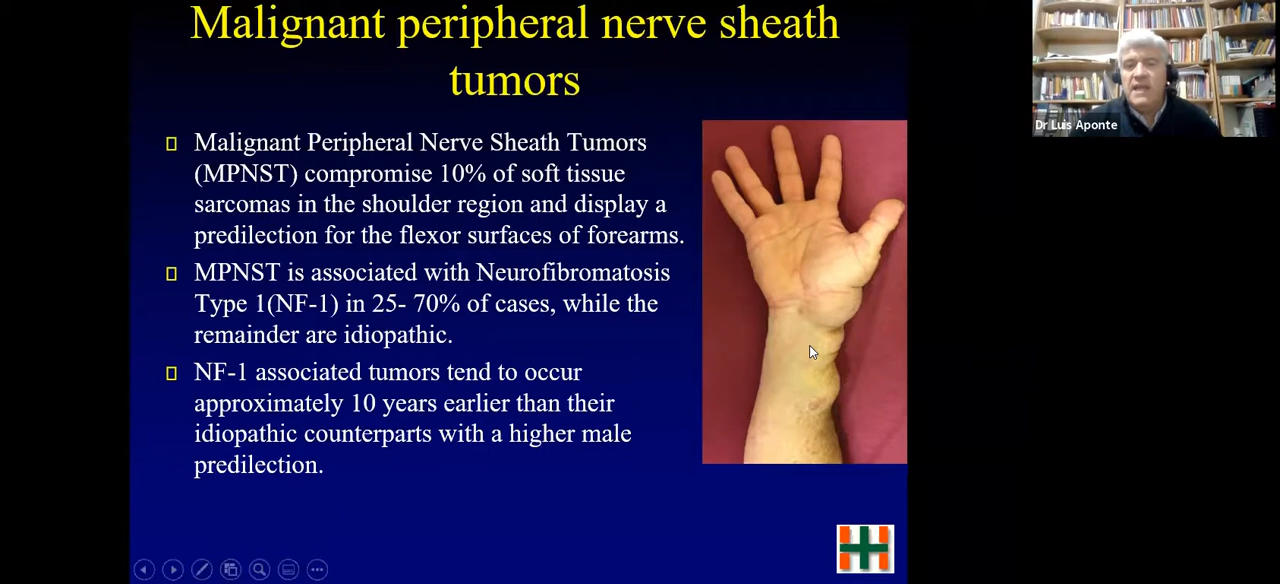 Malignant peripheral nerve sheath
tumors
Malignant Peripheral Nerve Sheath Tumors
(MPNST) compromise 10% of soft tissue
sarcomas in the shoulder region and display a
predilection for the flexor surfaces of forearms.
MPNST is associated with Neurofibromatosis
Type 1(NF-1) in 25- 70% of cases, while the
remainder are idiopathic.
NF-1 associated tumors tend to occur
approximately 10 years earlier than their
idiopathic counterparts with a higher male
predilection.
Dr Luis Aponte